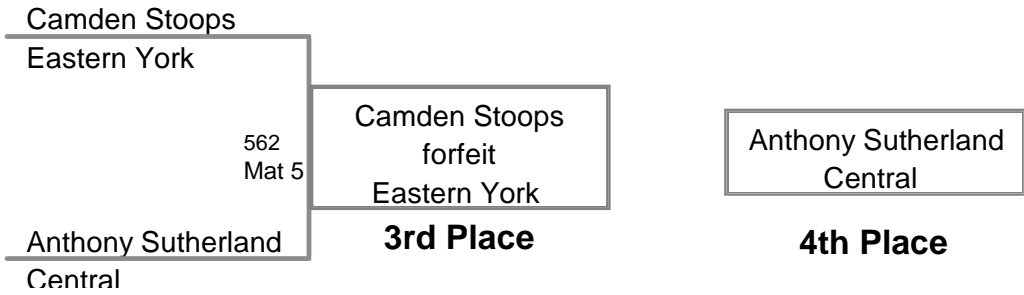 Camden Stoops
Eastern York
562
Mat 5
Anthony Sutherland
Central
Camden Stoops
forfeit
Eastern York
3rd Place
Anthony Sutherland
Central
4th Place